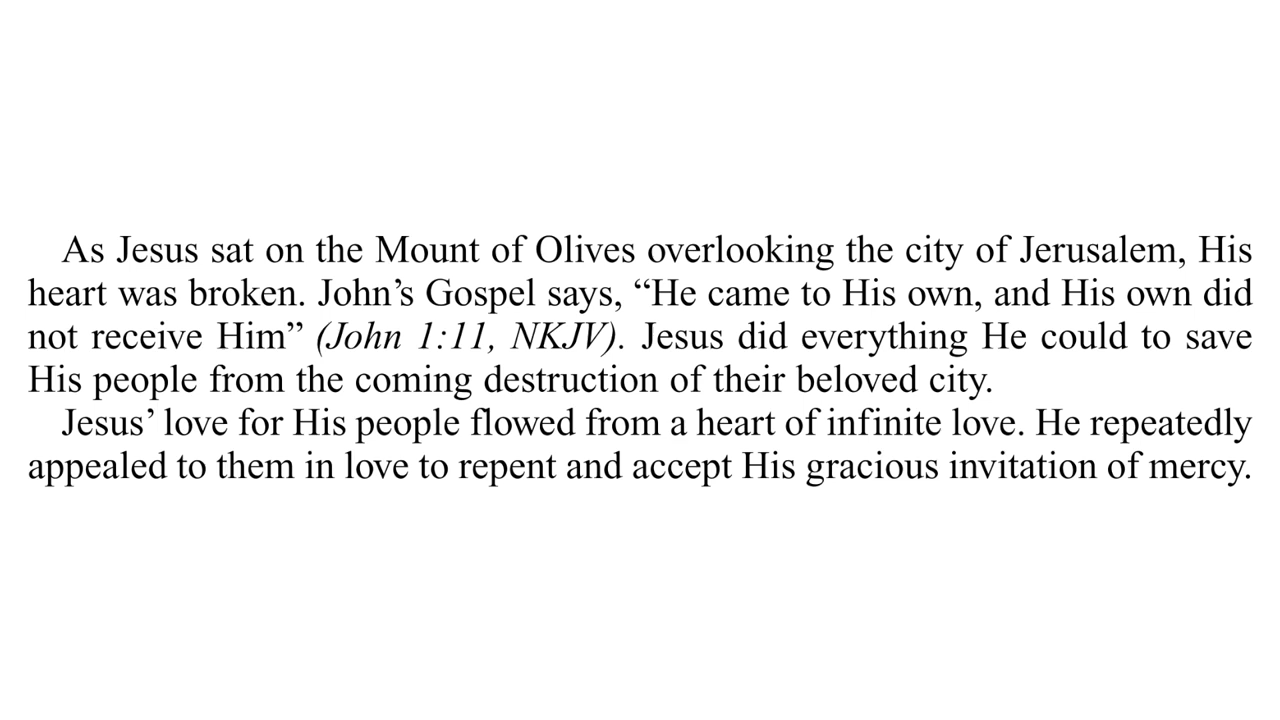 As Jesus sat on the Mount of Olives overlooking the city of Jerusalem, His
heart was broken. John’s Gospel says, “He came to His own, and His own did
not receive Him” (John 1:11, NKJV). Jesus did everything He could to save
His people from the coming destruction of their beloved city.
Jesus’ love for His people flowed from a heart of infinite love. He repeatedly
appealed to them in love to repent and accept His gracious invitation of mercy.